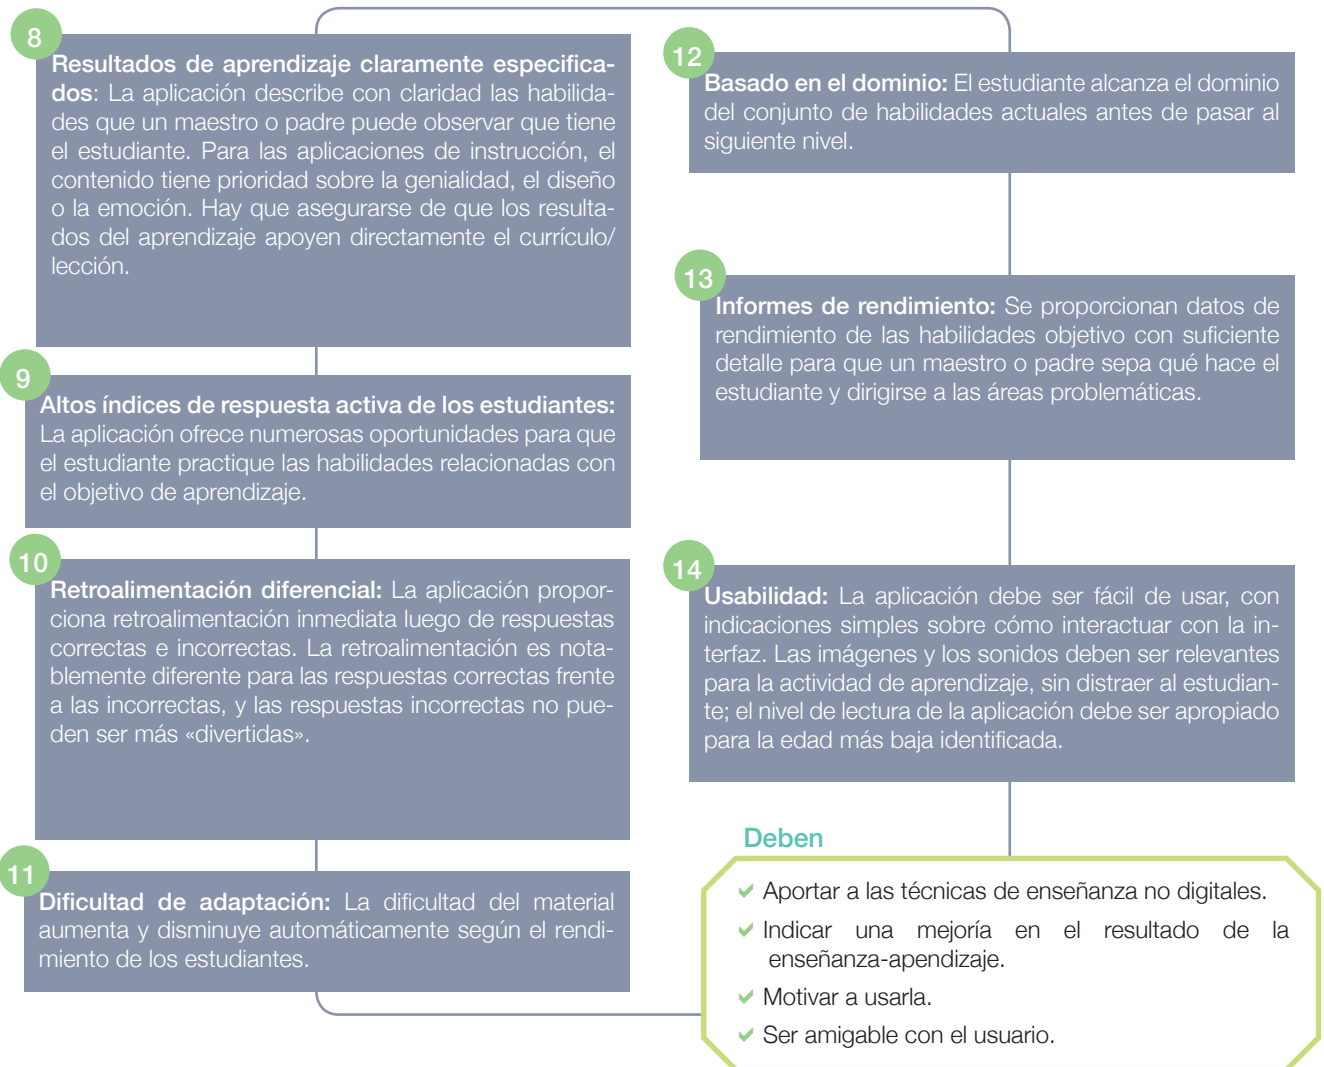 8
Resultados de aprendizaje claramente especifica-
dos: La aplicación describe con claridad las habilida-
des que un maestro o padre puede observar que tiene
el estudiante. Para las aplicaciones de instrucción, el
contenido tiene prioridad sobre la genialidad, el diseño
o la emoción. Hay que asegurarse de que los resulta-
dos del aprendizaje apoyen directamente el currículo/
lección.
9
Altos índices de respuesta activa de los estudiantes:
La aplicación ofrece numerosas oportunidades para que
el estudiante practique las habilidades relacionadas con
el objetivo de aprendizaje.
10
Retroalimentación diferencial: La aplicación propor-
ciona retroalimentación inmediata luego de respuestas
correctas e incorrectas. La retroalimentación es nota-
blemente diferente para las respuestas correctas frente
a las incorrectas, y las respuestas incorrectas no pue-
den ser más «divertidas».
11
Dificultad de adaptación: La dificultad del material
aumenta y disminuye automáticamente según el rendi-
miento de los estudiantes.
12
Basado en el dominio: El estudiante alcanza el dominio
del conjunto de habilidades actuales antes de pasar al
siguiente nivel.
13
Informes de rendimiento: Se proporcionan datos de
rendimiento de las habilidades objetivo con suficiente
detalle para que un maestro o padre sepa qué hace el
estudiante y dirigirse a las áreas problemáticas.
14
Usabilidad: La aplicación debe ser fácil de usar, con
indicaciones simples sobre cómo interactuar con la in-
terfaz. Las imágenes y los sonidos deben ser relevantes
para la actividad de aprendizaje, sin distraer al estudian-
te; el nivel de lectura de la aplicación debe ser apropiado
para la edad más baja identificada.
Deben
Aportar a las técnicas de enseñanza no digitales.
Indicar una mejoría en el resultado de la
enseñanza-apendizaje.
Motivar a usarla.
Ser amigable con el usuario.